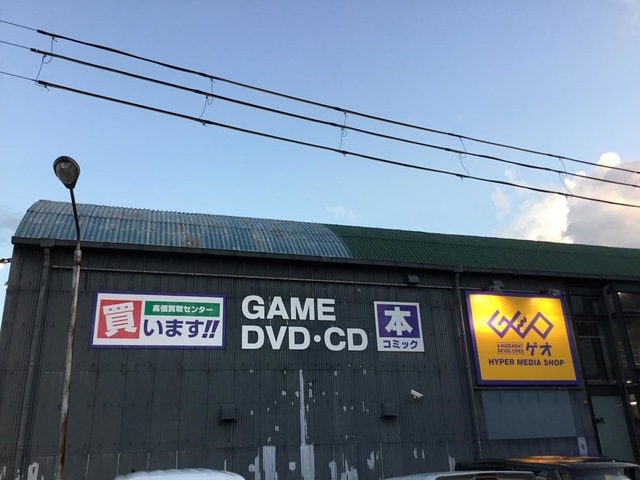 高価買取センター
買います!!
GAME
DVD・CD
本
コミック
GEO
AMUSEMENT
DEVELOPER
ゲオ
HYPER MEDIA SHOP